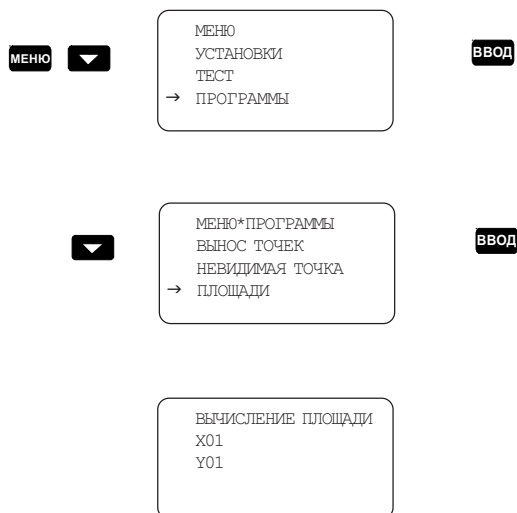 МЕНЮ
УСТАНОВКИ
ТЕСТ
→ ПРОГРАММЫ
МЕНЮ
ВВОД
МЕНЮ*ПРОГРАММЫ
ВЫНОС ТОЧЕК
НЕВИДИМАЯ ТОЧКА
→ ПЛОЩАДИ
ВВОД
ВЫЧИСЛЕНИЕ ПЛОЩАДИ
X01
Y01